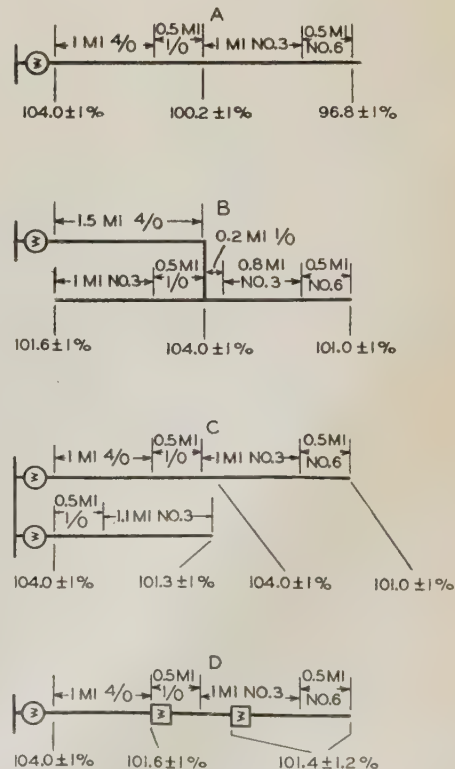 A
1 MI 4/0
0.5 MI
1/0
1 MI NO.3
0.5 MI
NO.6
104.0±1%
100.2±1%
96.8±1%
B
1.5 MI 4/0
0.2 MI 1/0
1 MI NO.3
0.5 MI
1/0
0.8 MI
NO.3
0.5 MI
NO.6
101.6±1%
104.0±1%
101.0±1%
C
1 MI 4/0
0.5 MI
1/0
1 MI NO.3
0.5 MI
NO.6
0.5 MI
1/0
1.1 MI NO.3
104.0±1%
101.3±1%
104.0±1%
101.0±1%
D
1 MI 4/0
0.5 MI
1/0
1 MI NO.3
0.5 MI
NO.6
104.0±1%
101.6±1%
101.4±1.2%